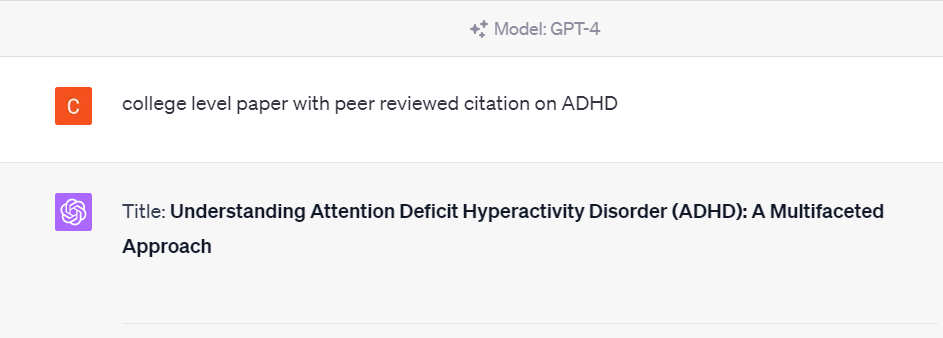 Model: GPT-4
C
college level paper with peer reviewed citation on ADHD
Title: Understanding Attention Deficit Hyperactivity Disorder (ADHD): A Multifaceted
Approach